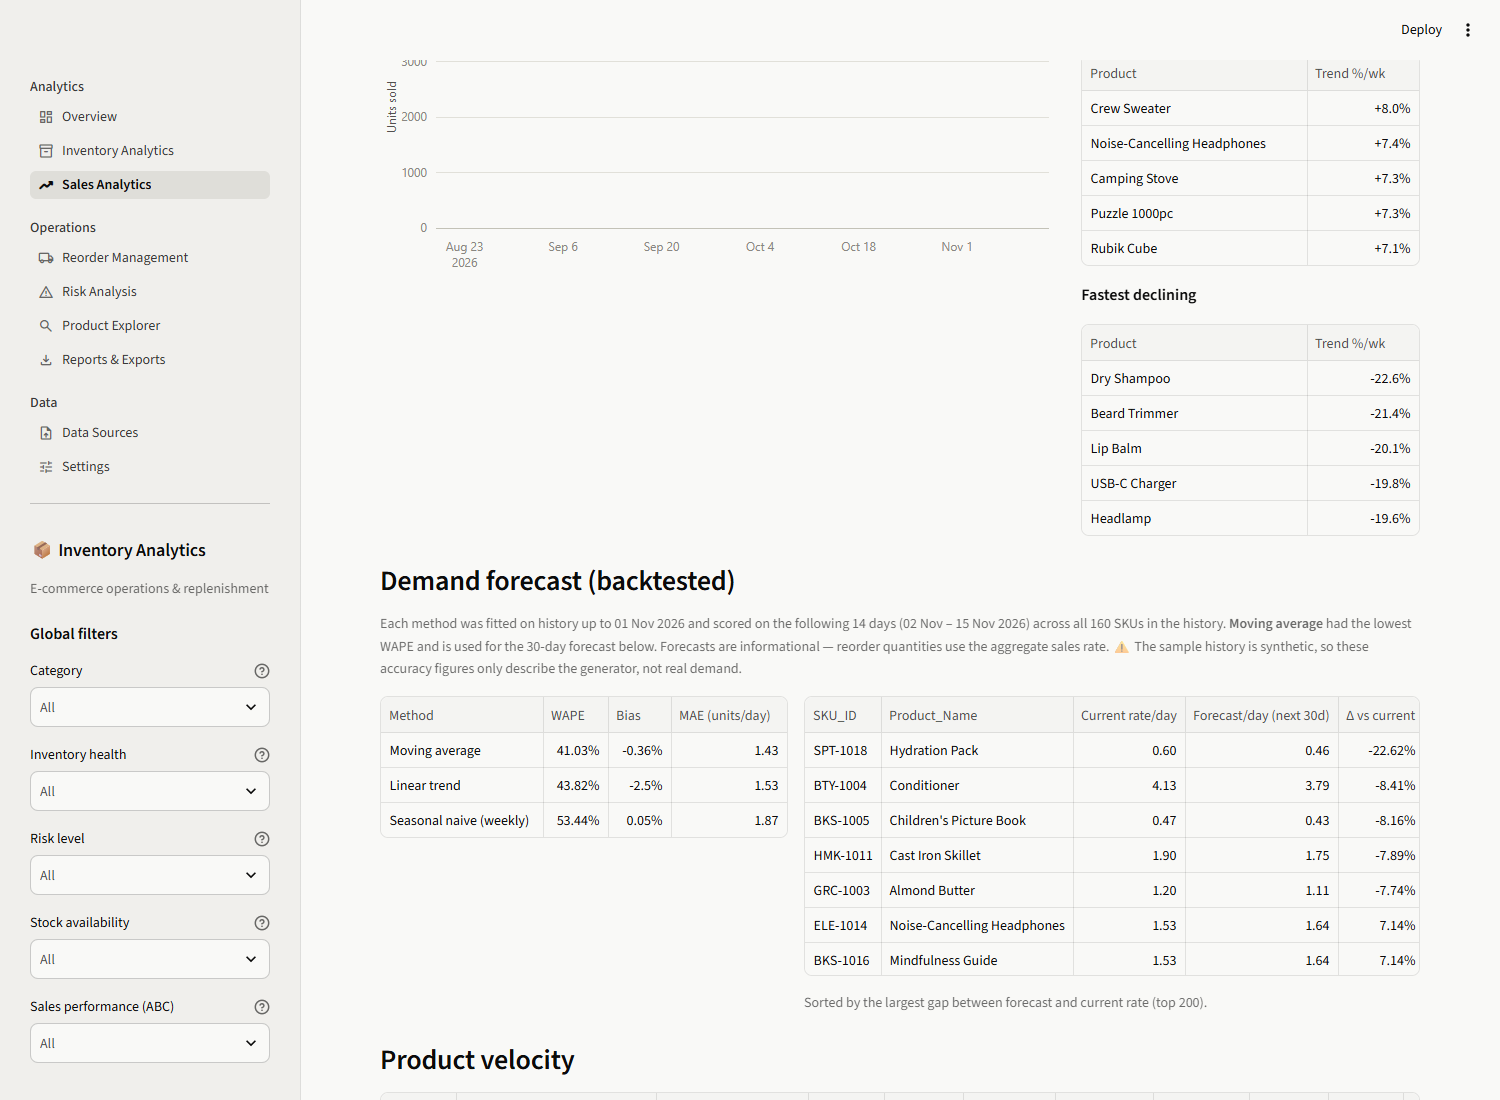 Deploy
Analytics
Overview
Inventory Analytics
Sales Analytics
Operations
Reorder Management
Risk Analysis
Product Explorer
Reports & Exports
Data
Data Sources
Settings
📦 Inventory Analytics
E-commerce operations & replenishment
Global filters
Category
All
Inventory health
All
Risk level
All
Stock availability
All
Sales performance (ABC)
All
Units sold
3000
2000
1000
0
Aug 23 Sep 6 Sep 20 Oct 4 Oct 18 Nov 1
2026
Product Trend %/wk
Crew Sweater +8.0%
Noise-Cancelling Headphones +7.4%
Camping Stove +7.3%
Puzzle 1000pc +7.3%
Rubik Cube +7.1%
Fastest declining
Product Trend %/wk
Dry Shampoo -22.6%
Beard Trimmer -21.4%
Lip Balm -20.1%
USB-C Charger -19.8%
Headlamp -19.6%
Demand forecast (backtested)
Each method was fitted on history up to 01 Nov 2026 and scored on the following 14 days (02 Nov – 15 Nov 2026) across all 160 SKUs in the history. Moving average had the lowest
WAPE and is used for the 30-day forecast below. Forecasts are informational — reorder quantities use the aggregate sales rate. ⚠️ The sample history is synthetic, so these
accuracy figures only describe the generator, not real demand.
Method WAPE Bias MAE (units/day)
Moving average 41.03% -0.36% 1.43
Linear trend 43.82% -2.5% 1.53
Seasonal naive (weekly) 53.44% 0.05% 1.87
SKU_ID Product_Name Current rate/day Forecast/day (next 30d) Δ vs current
SPT-1018 Hydration Pack 0.60 0.46 -22.62%
BTY-1004 Conditioner 4.13 3.79 -8.41%
BKS-1005 Children's Picture Book 0.47 0.43 -8.16%
HMK-1011 Cast Iron Skillet 1.90 1.75 -7.89%
GRC-1003 Almond Butter 1.20 1.11 -7.74%
ELE-1014 Noise-Cancelling Headphones 1.53 1.64 7.14%
BKS-1016 Mindfulness Guide 1.53 1.64 7.14%
Sorted by the largest gap between forecast and current rate (top 200).
Product velocity